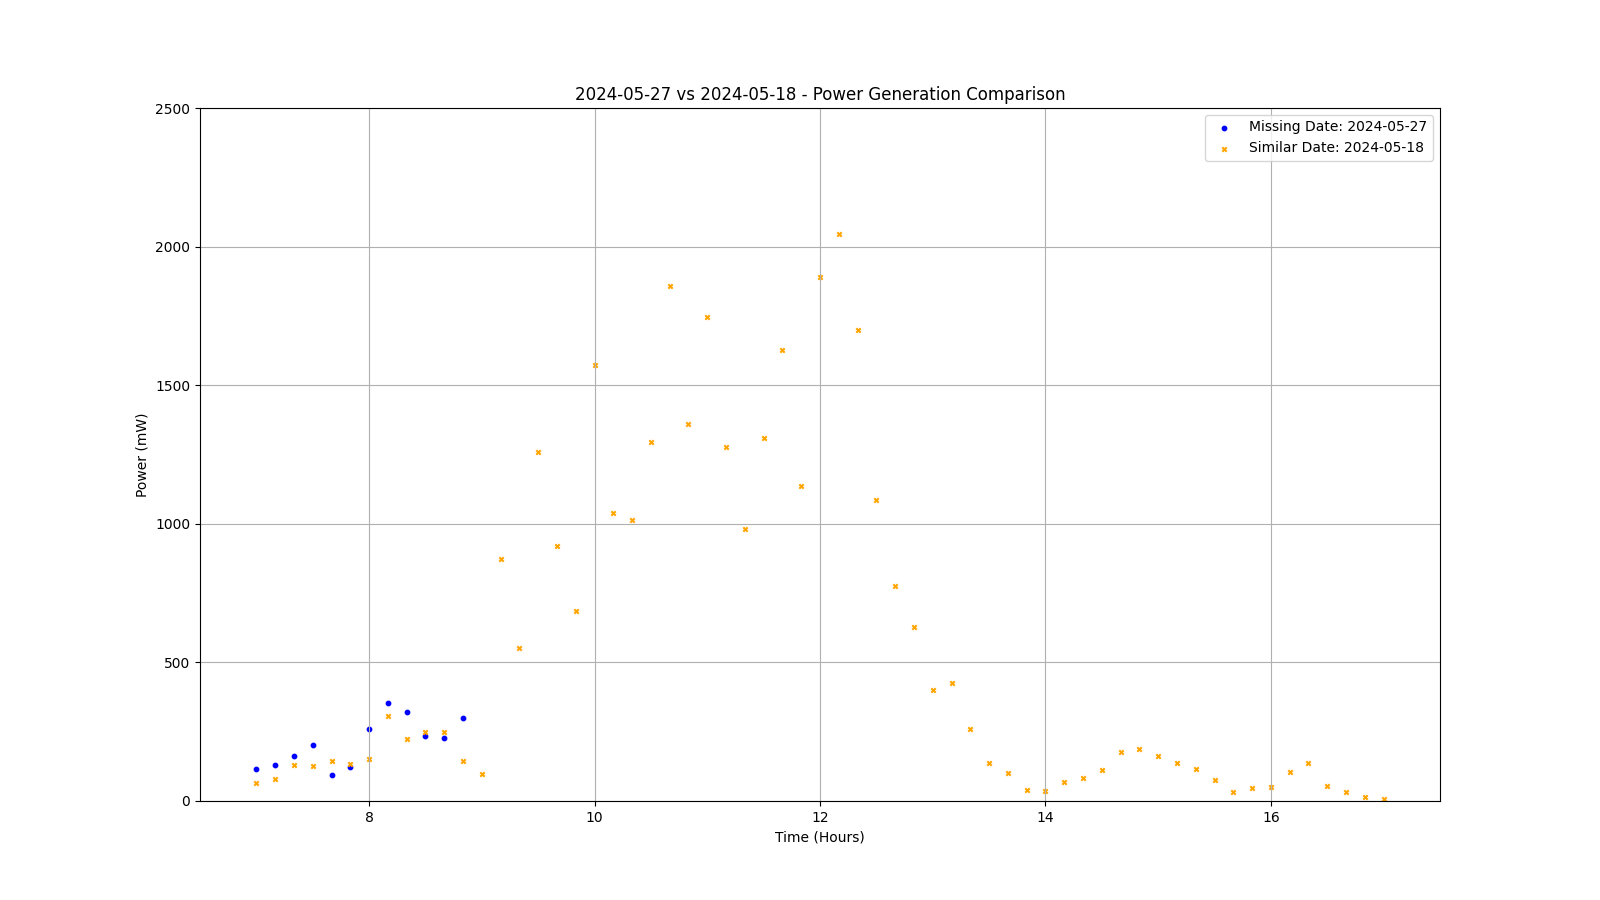 2024-05-27 vs 2024-05-18 - Power Generation Comparison
Missing Date: 2024-05-27
Similar Date: 2024-05-18
2500
2000
1500
1000
500
0
Power (mW)
8 10 12 14 16
Time (Hours)